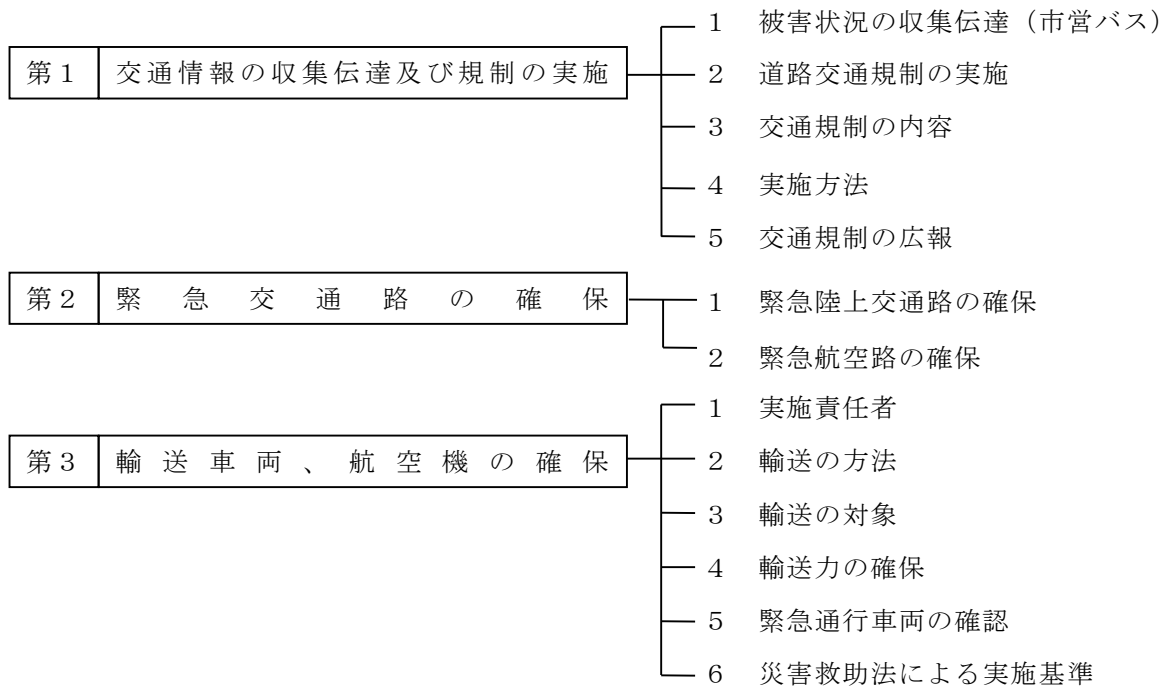 第１ 交通情報の収集伝達及び規制の実施
１ 被害状況の収集伝達（市営バス）
２ 道路交通規制の実施
３ 交通規制の内容
４ 実施方法
５ 交通規制の広報
第２ 緊急交通路の確保
１ 緊急陸上交通路の確保
２ 緊急航空路の確保
第３ 輸送車両、航空機の確保
１ 実施責任者
２ 輸送の方法
３ 輸送の対象
４ 輸送力の確保
５ 緊急通行車両の確認
６ 災害救助法による実施基準